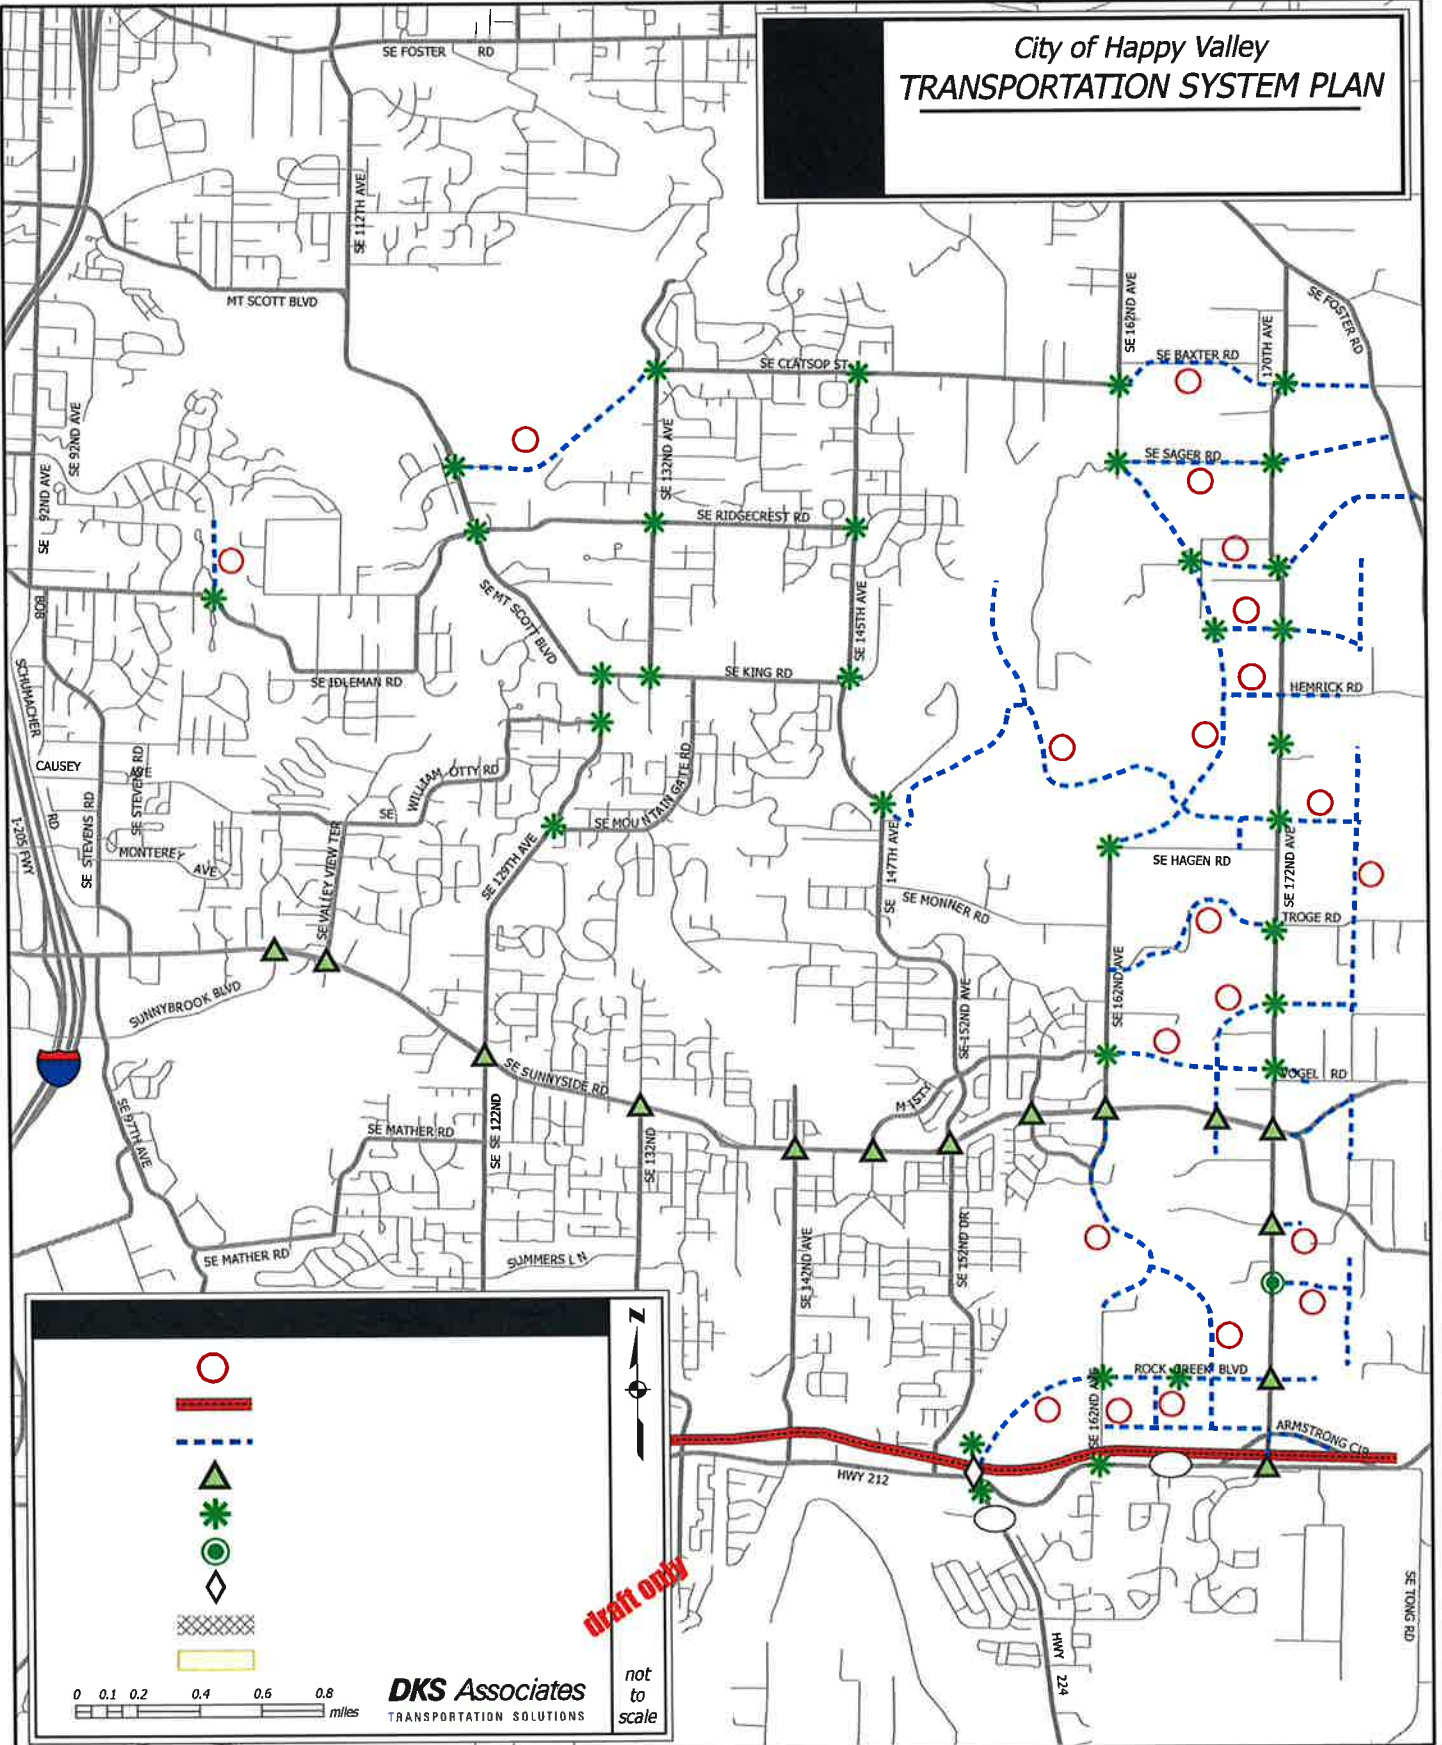 City of Happy Valley
TRANSPORTATION SYSTEM PLAN
SE FOSTER RD
SE 112TH AVE
MT SCOTT BLVD
SE FOSTER RD
SE 162ND AVE
170TH AVE
SE BAXTER RD
SE CLATSOP ST
SE 92ND AVE
SE 92ND AVE
SE 132ND AVE
SE SAGER RD
SE RIDGECREST RD
SE MT SCOTT BLVD
SE 145TH AVE
BOB
SCHUMACHER
RD
SE IDLEMAN RD
SE KING RD
HEMRICK RD
CAUSEY AVE
SE STEVENS RD
SE STEVENS RD
SE WILLIAM OTTY RD
SE MOUNTAIN GATE RD
I-205 FWY
MONTEREY AVE
SE VALLEY VIEW TER
SE 129TH AVE
SE 147TH AVE
SE HAGEN RD
SE 172ND AVE
SE MONNER RD
TROGE RD
SUNNYBROOK BLVD
SE 162ND AVE
SE 152ND AVE
SE SUNNYSIDE RD
MISTY
VOGEL RD
SE 97TH AVE
SE MATHER RD
SE SE 122ND
SE 132ND
SE MATHER RD
SUMMERS LN
SE 142ND AVE
SE 152ND DR
ROCK CREEK BLVD
SE 162ND AVE
ARMSTRONG CIR
HWY 212
HWY 224
SE TONG RD
draft only
Z
0 0.1 0.2 0.4 0.6 0.8
miles
DKS Associates
TRANSPORTATION SOLUTIONS
not
to
scale